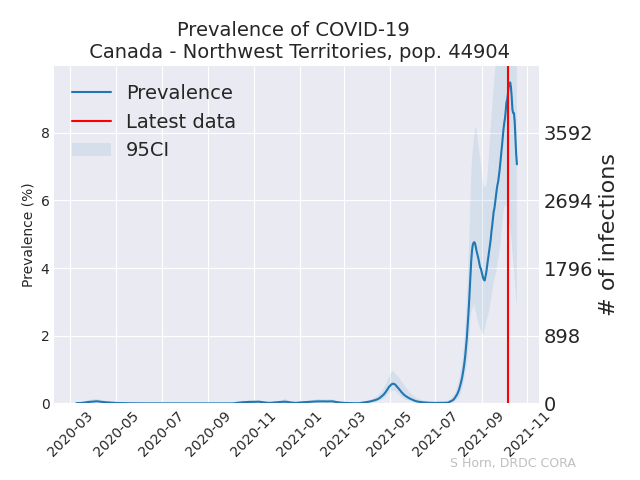 Prevalence of COVID-19
Canada - Northwest Territories, pop. 44904
Prevalence
Latest data
95CI
Prevalence (%)
8
6
4
2
0
3592
2694
1796
898
0
# of infections
2020-03
2020-05
2020-07
2020-09
2020-11
2021-01
2021-03
2021-05
2021-07
2021-09
2021-11
S Horn, DRDC CORA